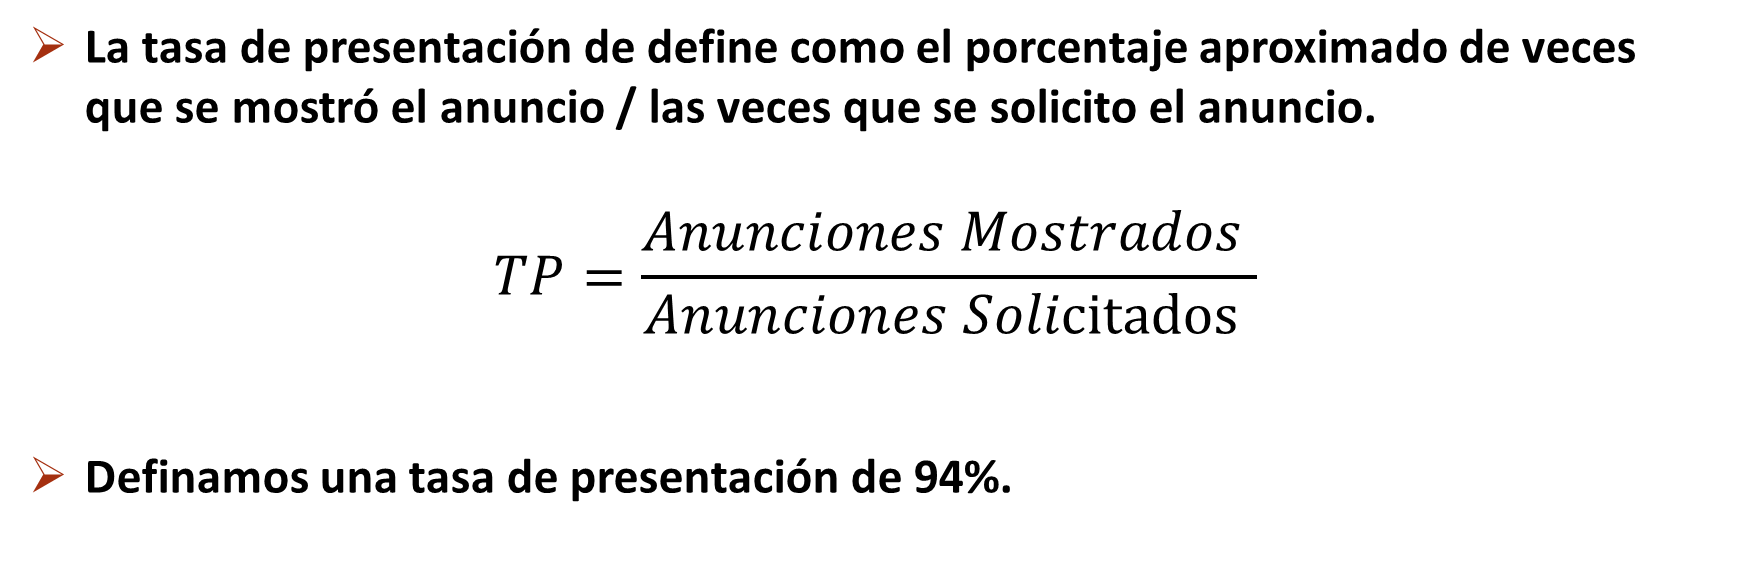 La tasa de presentación de define como el porcentaje aproximado de veces
que se mostró el anuncio / las veces que se solicito el anuncio.
TP = Anunciones Mostrados
Anunciones Solicitados
Definamos una tasa de presentación de 94%.